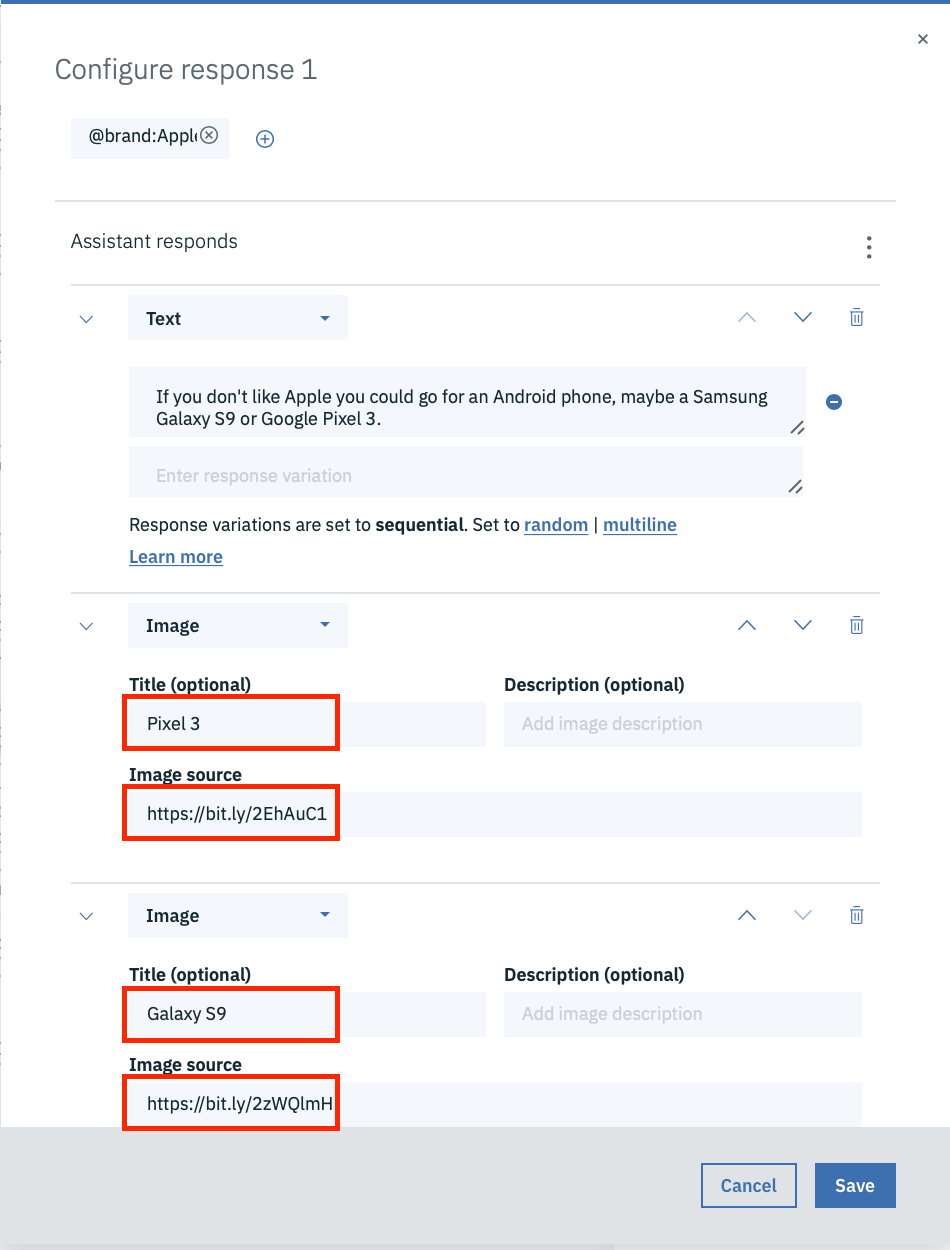 Configure response 1
@brand:Appl
Assistant responds
Text
If you don't like Apple you could go for an Android phone, maybe a Samsung
Galaxy S9 or Google Pixel 3.
Enter response variation
Response variations are set to sequential. Set to random | multiline
Learn more
Image
Title (optional)
Description (optional)
Pixel 3
Add image description
Image source
https://bit.ly/2EhAuC1
Image
Title (optional)
Description (optional)
Galaxy S9
Add image description
Image source
https://bit.ly/2zWQlmH
Cancel
Save